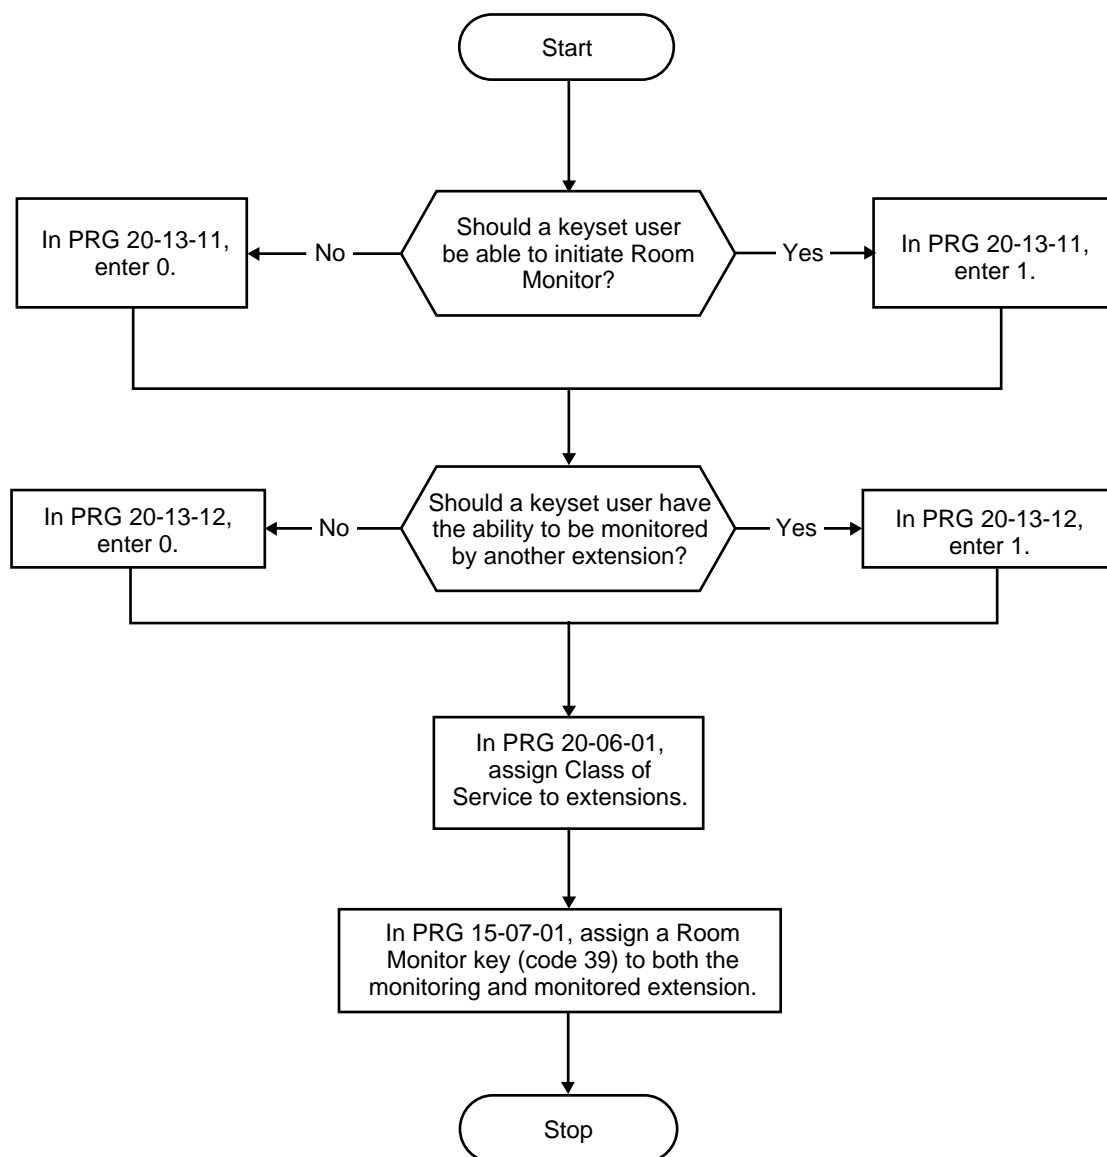 Start
Should a keyset user
be able to initiate Room
Monitor?
No
Yes
In PRG 20-13-11,
enter 0.
In PRG 20-13-11,
enter 1.
Should a keyset user have
the ability to be monitored
by another extension?
No
Yes
In PRG 20-13-12,
enter 0.
In PRG 20-13-12,
enter 1.
In PRG 20-06-01,
assign Class of
Service to extensions.
In PRG 15-07-01, assign a Room
Monitor key (code 39) to both the
monitoring and monitored extension.
Stop